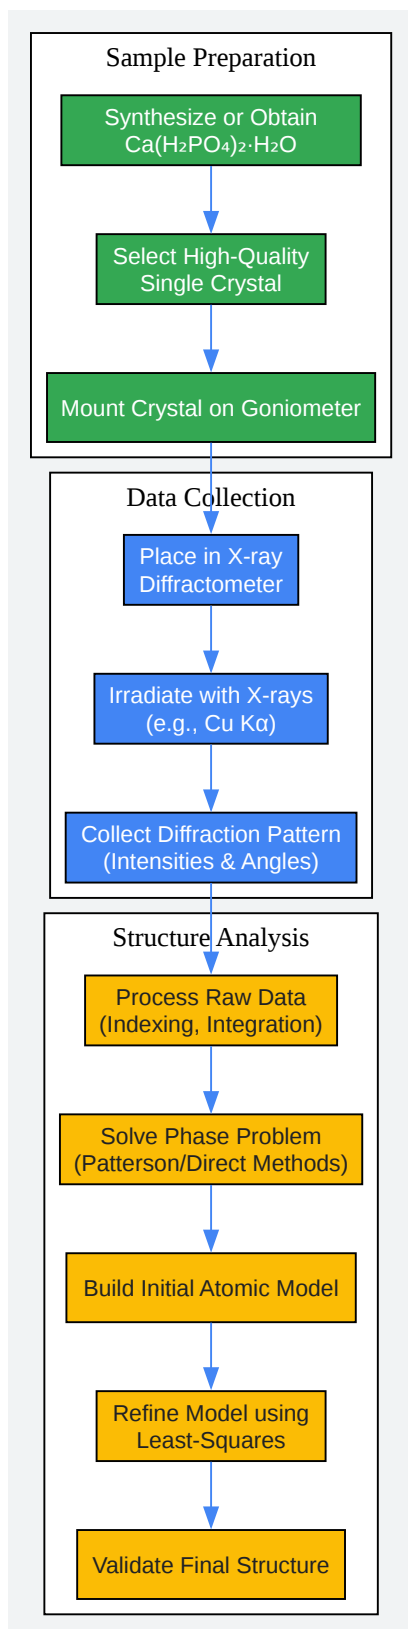 Sample Preparation
Synthesize or Obtain
Ca(H₂PO₄)₂·H₂O
Select High-Quality
Single Crystal
Mount Crystal on Goniometer
Data Collection
Place in X-ray
Diffractometer
Irradiate with X-rays
(e.g., Cu Kα)
Collect Diffraction Pattern
(Intensities & Angles)
Structure Analysis
Process Raw Data
(Indexing, Integration)
Solve Phase Problem
(Patterson/Direct Methods)
Build Initial Atomic Model
Refine Model using
Least-Squares
Validate Final Structure